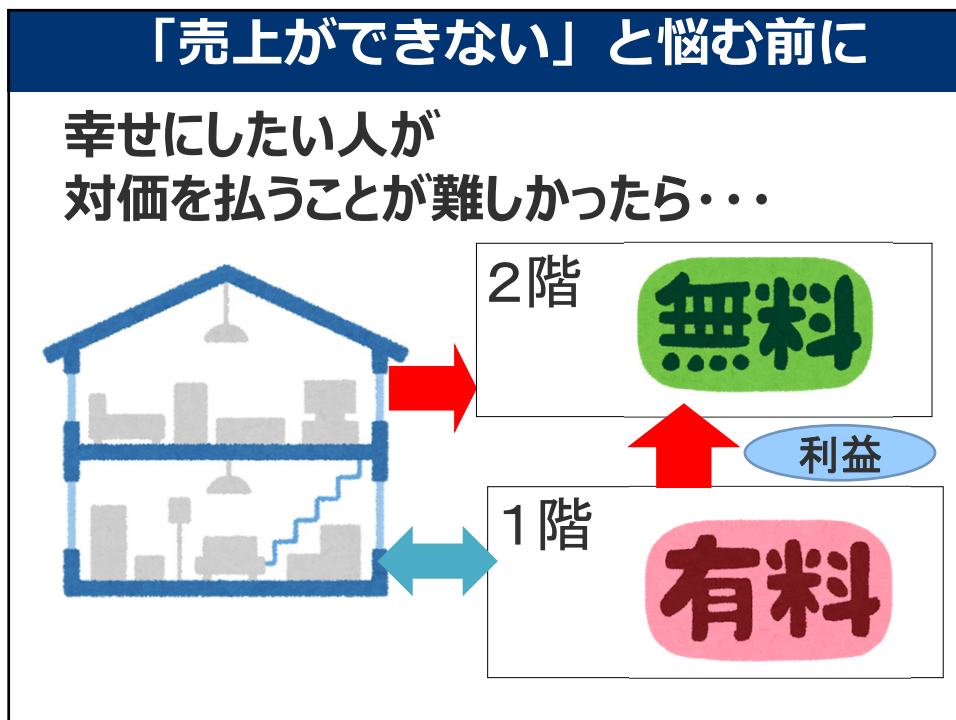 「売上ができない」と悩む前に
幸せにしたい人が
対価を払うことが難しかったら・・・
２階
無料
利益
１階
有料